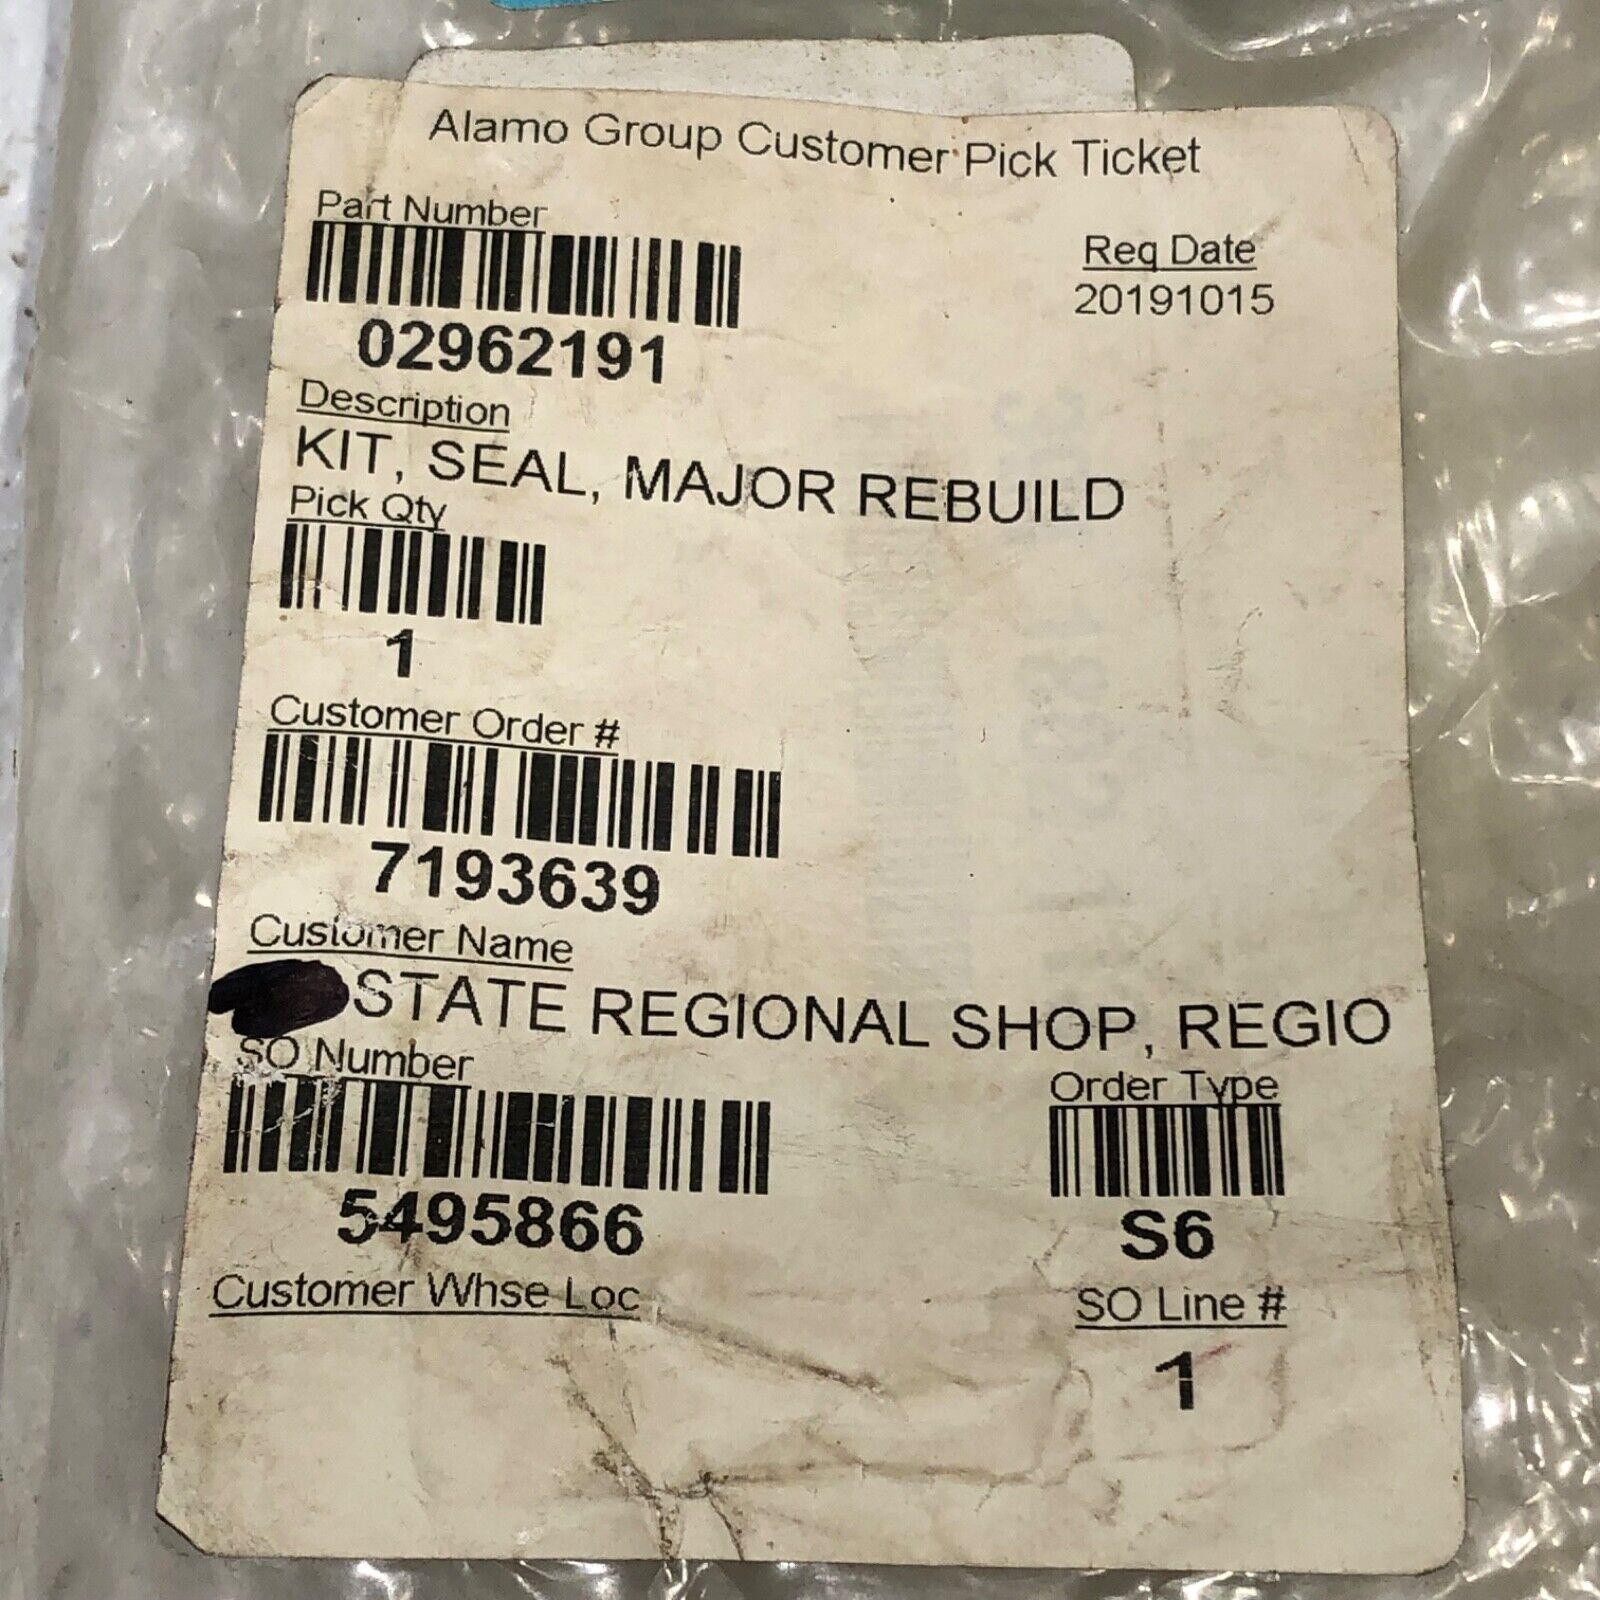 Alamo Group Customer Pick Ticket
Part Number
Req Date
20191015
02962191
Description
KIT, SEAL, MAJOR REBUILD
Pick Qty
1
Customer Order #
7193639
Customer Name
STATE REGIONAL SHOP, REGIO
SO Number
Order Type
5495866
S6
Customer Whse Loc
SO Line #
1